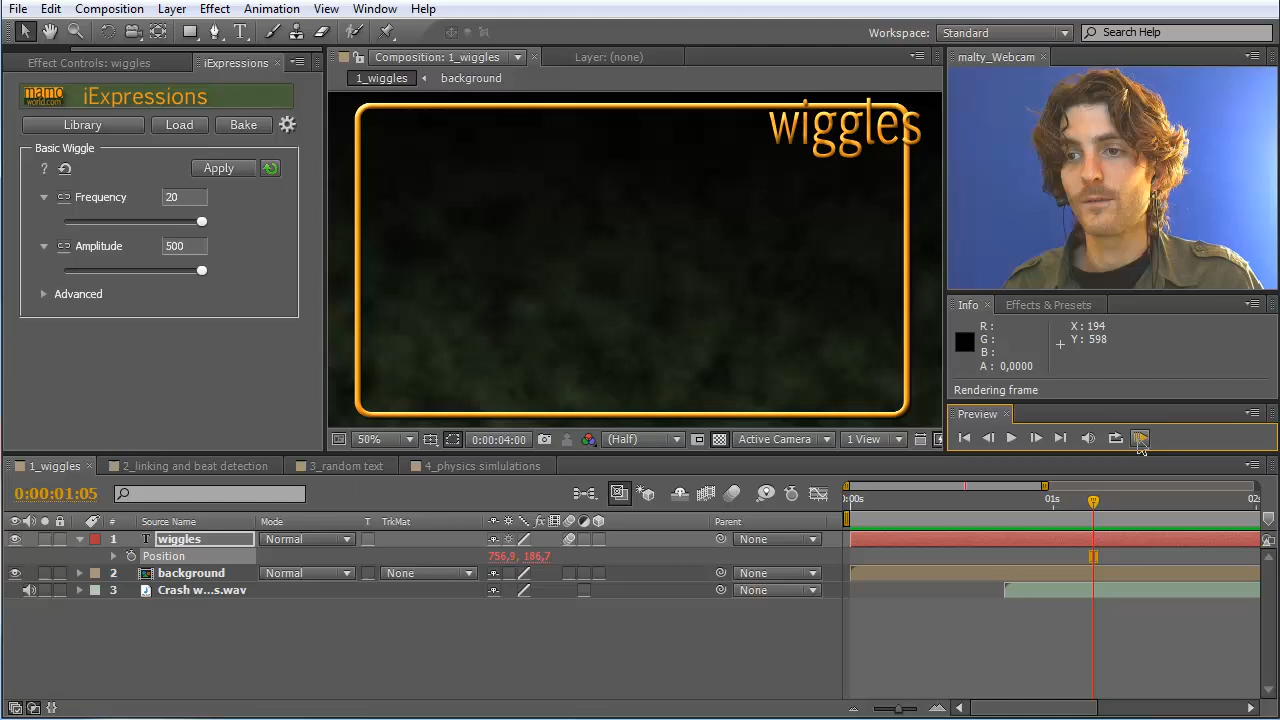 File Edit Composition Layer Effect Animation View Window Help
Workspace: Standard Search Help
Effect Controls: wiggles iExpressions Composition: 1_wiggles Layer: (none) malty_Webcam
1_wiggles background
mamo world.com iExpressions
Library Load Bake
Basic Wiggle
? Apply
Frequency 20
Amplitude 500
Advanced
wiggles
Info Effects & Presets
R : X : 194
G : Y : 598
B :
A : 0,0000
Rendering frame
Preview
50% 0:00:04:00 (Half) Active Camera 1 View
1_wiggles 2_linking and beat detection 3_random text 4_physics simlulations
0:00:01:05
:00s 01s 02s
# Source Name Mode T TrkMat fx Parent
1 T wiggles Normal None
Position 756,9, 186,7
2 background Normal None None
3 Crash w...s.wav None